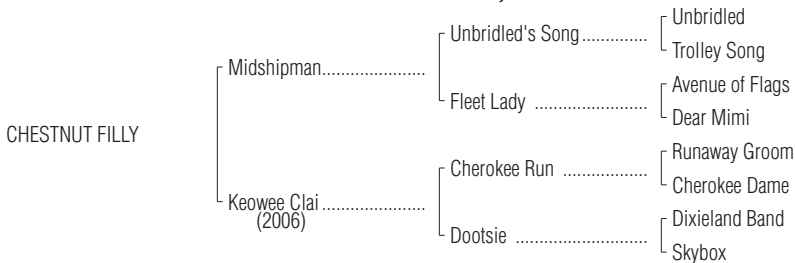 Unbridled
Unbridled's Song..............
Trolley Song
Midshipman......................
Avenue of Flags
Fleet Lady ........................
Dear Mimi
CHESTNUT FILLY
Runaway Groom
Cherokee Run ..................
Cherokee Dame
Keowee Clai......................
(2006)
Dixieland Band
Dootsie ............................
Skybox